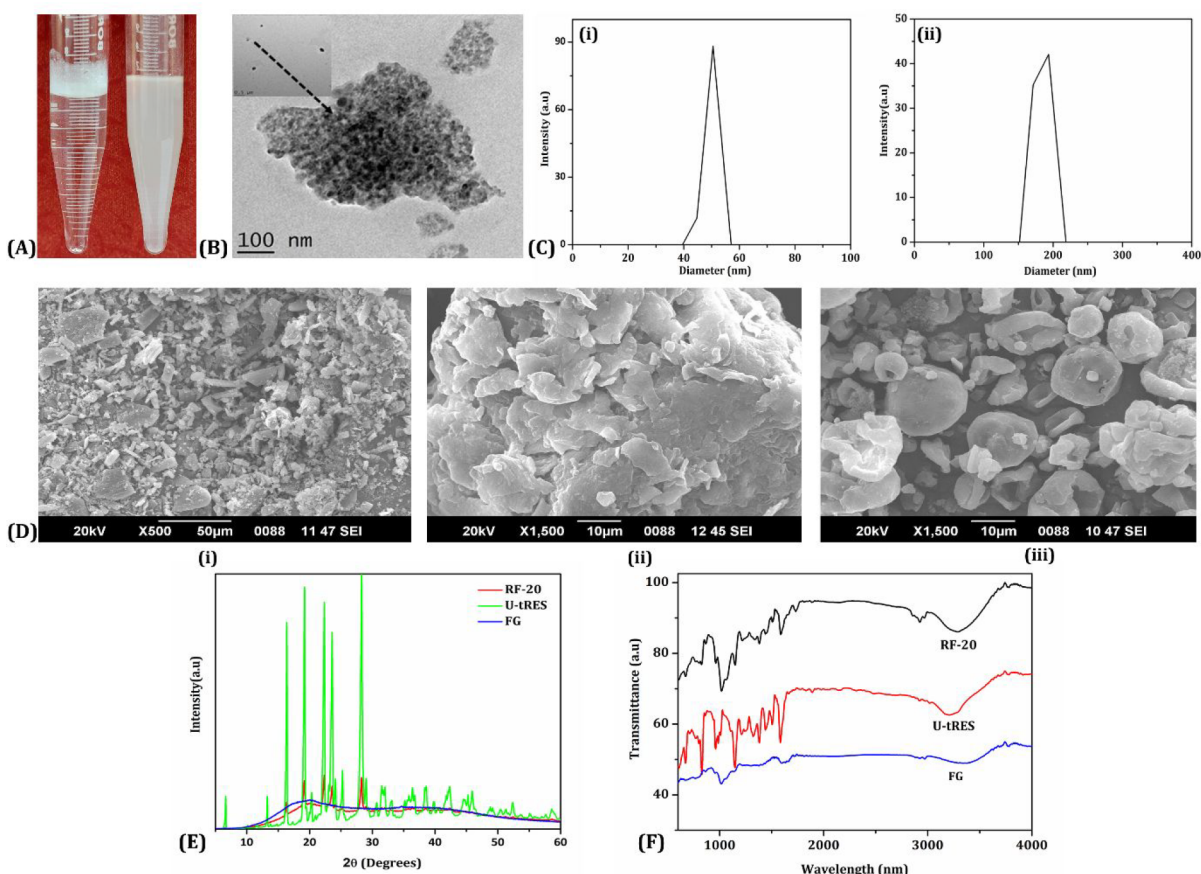 BOR
BOR
(A)
(B)
100 nm
(C)
(i)
Intensity (a.u)
90
60
30
0
0 20 40 60 80 100
Diameter (nm)
(ii)
Intensity(a.u)
50
40
30
20
10
0
0 100 200 300 400
Diameter (nm)
(D)
20kV X500 50µm 0088 11 47 SEI
(i)
20kV X1,500 10µm 0088 12 45 SEI
(ii)
20kV X1,500 10µm 0088 10 47 SEI
(iii)
(E)
Intensity(a.u)
RF-20
U-tRES
FG
10 20 30 40 50 60
2θ (Degrees)
(F)
Transmittance (a.u)
100
80
60
40
RF-20
U-tRES
FG
1000 2000 3000 4000
Wavelength (nm)